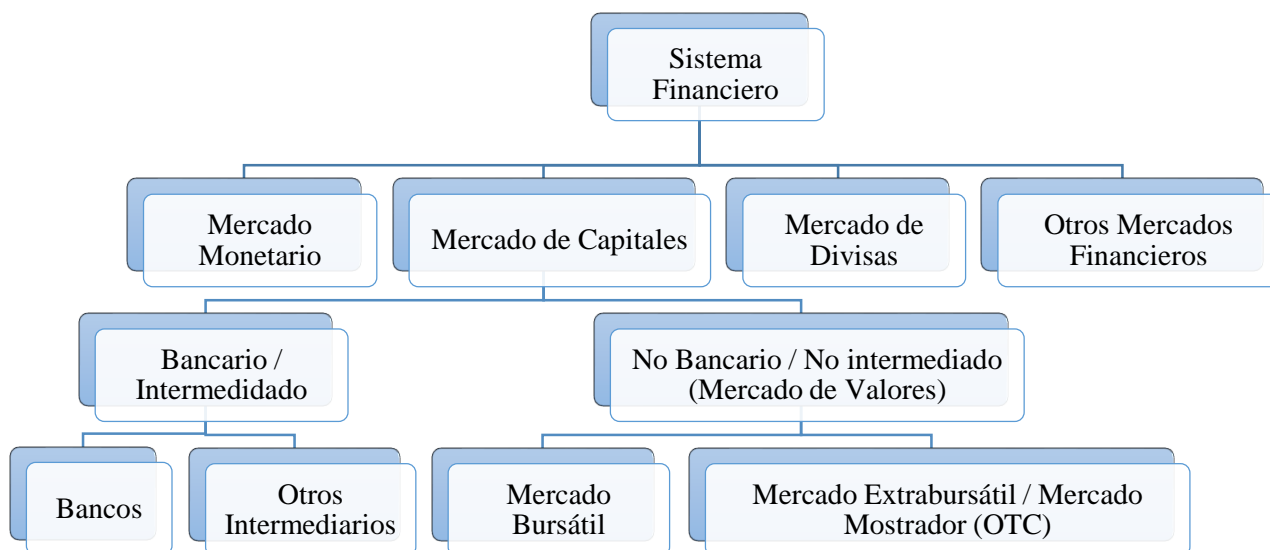 Sistema
Financiero
Mercado
Monetario
Mercado de Capitales
Mercado de
Divisas
Otros Mercados
Financieros
Bancario /
Intermedidado
No Bancario / No intermediado
(Mercado de Valores)
Bancos
Otros
Intermediarios
Mercado
Bursátil
Mercado Extrabursátil / Mercado
Mostrador (OTC)